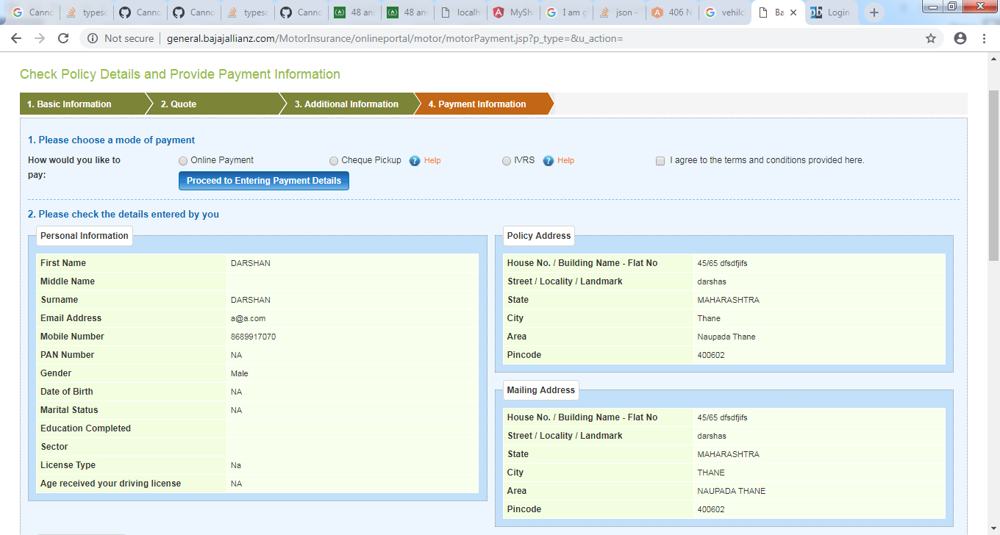 Canno
typesc
Canno
Canno
typesc
Canno
48 ans
48 ans
localh
MySh
I am g
json -
406 N
vehilc
Ba
Login
Not secure
general.bajajallianz.com/MotorInsurance/onlineportal/motor/motorPayment.jsp?p_type=&u_action=
Check Policy Details and Provide Payment Information
1. Basic Information 2. Quote 3. Additional Information 4. Payment Information
1. Please choose a mode of payment
How would you like to pay:
Online Payment Cheque Pickup ? Help IVRS ? Help I agree to the terms and conditions provided here.
Proceed to Entering Payment Details
2. Please check the details entered by you
Personal Information
First Name DARSHAN
Middle Name
Surname DARSHAN
Email Address a@a.com
Mobile Number 8689917070
PAN Number NA
Gender Male
Date of Birth NA
Marital Status NA
Education Completed
Sector
License Type Na
Age received your driving license NA
Policy Address
House No. / Building Name - Flat No 45/65 dfsdfjifs
Street / Locality / Landmark darshas
State MAHARASHTRA
City Thane
Area Naupada Thane
Pincode 400602
Mailing Address
House No. / Building Name - Flat No 45/65 dfsdfjifs
Street / Locality / Landmark darshas
State MAHARASHTRA
City THANE
Area NAUPADA THANE
Pincode 400602